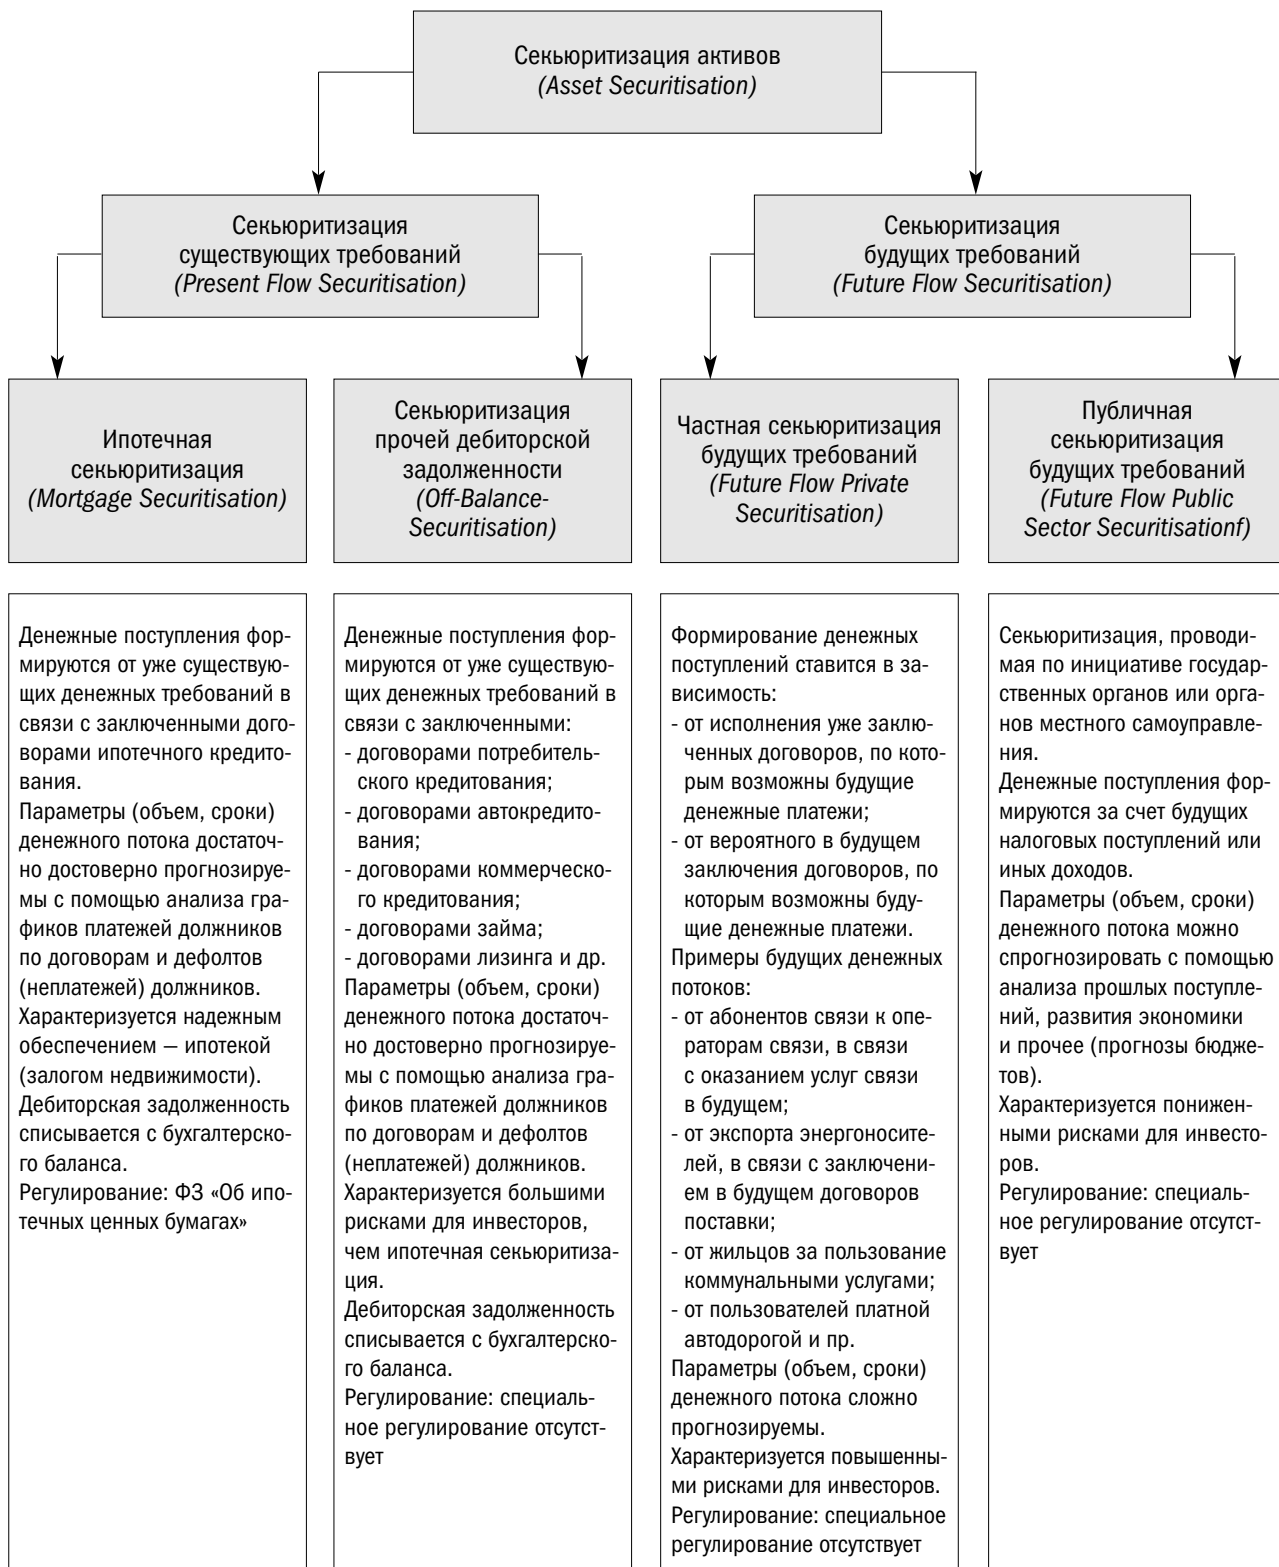 Секьюритизация активов
(Asset Securitisation)
Секьюритизация
существующих требований
(Present Flow Securitisation)
Секьюритизация
будущих требований
(Future Flow Securitisation)
Ипотечная
секьюритизация
(Mortgage Securitisation)
Секьюритизация
прочей дебиторской
задолженности
(Off-Balance-
Securitisation)
Частная секьюритизация
будущих требований
(Future Flow Private
Securitisation)
Публичная
секьюритизация
будущих требований
(Future Flow Public
Sector Securitisationf)
Денежные поступления фор-
мируются от уже существую-
щих денежных требований в
связи с заключенными дого-
ворами ипотечного кредито-
вания.
Параметры (объем, сроки)
денежного потока достаточ-
но достоверно прогнозируе-
мы с помощью анализа гра-
фиков платежей должников
по договорам и дефолтов
(неплатежей) должников.
Характеризуется надежным
обеспечением — ипотекой
(залогом недвижимости).
Дебиторская задолженность
списывается с бухгалтерско-
го баланса.
Регулирование: ФЗ «Об ипо-
течных ценных бумагах»
Денежные поступления фор-
мируются от уже существую-
щих денежных требований в
связи с заключенными:
- договорами потребитель-
ского кредитования;
- договорами автокредито-
вания;
- договорами коммерческо-
го кредитования;
- договорами займа;
- договорами лизинга и др.
Параметры (объем, сроки)
денежного потока достаточ-
но достоверно прогнозируе-
мы с помощью анализа гра-
фиков платежей должников
по договорам и дефолтов
(неплатежей) должников.
Характеризуется большими
рисками для инвесторов,
чем ипотечная секьюритиза-
ция.
Дебиторская задолженность
списывается с бухгалтерско-
го баланса.
Регулирование: специаль-
ное регулирование отсутст-
вует
Формирование денежных
поступлений ставится в за-
висимость:
- от исполнения уже заклю-
ченных договоров, по кото-
рым возможны будущие
денежные платежи;
- от вероятного в будущем
заключения договоров, по
которым возможны буду-
щие денежные платежи.
Примеры будущих денежных
потоков:
- от абонентов связи к опе-
раторам связи, в связи
с оказанием услуг связи
в будущем;
- от экспорта энергоносите-
лей, в связи с заключени-
ем в будущем договоров
поставки;
- от жильцов за пользование
коммунальными услугами;
- от пользователей платной
автодорогой и пр.
Параметры (объем, сроки)
денежного потока сложно
прогнозируемы.
Характеризуется повышенны-
ми рисками для инвесторов.
Регулирование: специальное
регулирование отсутствует
Секьюритизация, проводи-
мая по инициативе государ-
ственных органов или орга-
нов местного самоуправле-
ния.
Денежные поступления фор-
мируются за счет будущих
налоговых поступлений или
иных доходов.
Параметры (объем, сроки)
денежного потока можно
спрогнозировать с помощью
анализа прошлых поступле-
ний, развития экономики
и прочее (прогнозы бюдже-
тов).
Характеризуется понижен-
ными рисками для инвесто-
ров.
Регулирование: специаль-
ное регулирование отсутст-
вует